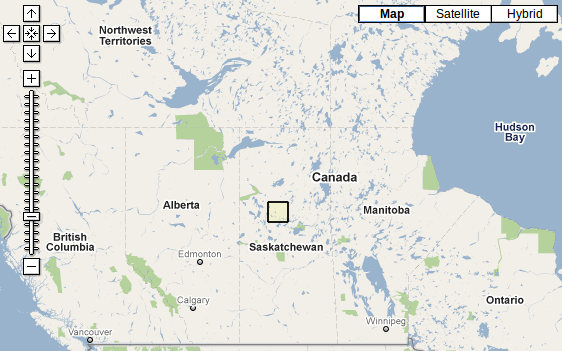 Map
Satellite
Hybrid
Northwest
Territories
Hudson
Bay
Canada
Alberta
Manitoba
British
Columbia
Saskatchewan
Edmonton
Calgary
Ontario
Vancouver
Winnipeg